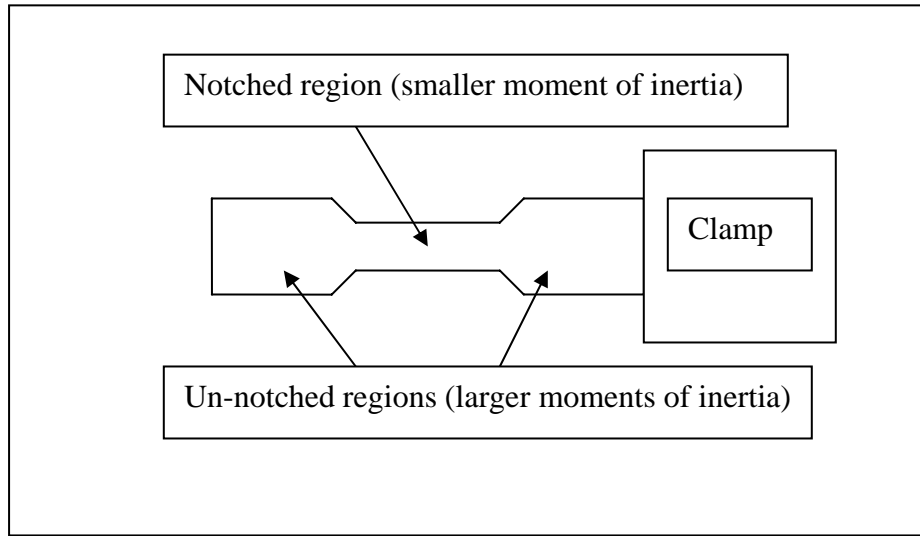 Notched region (smaller moment of inertia)
Clamp
Un-notched regions (larger moments of inertia)